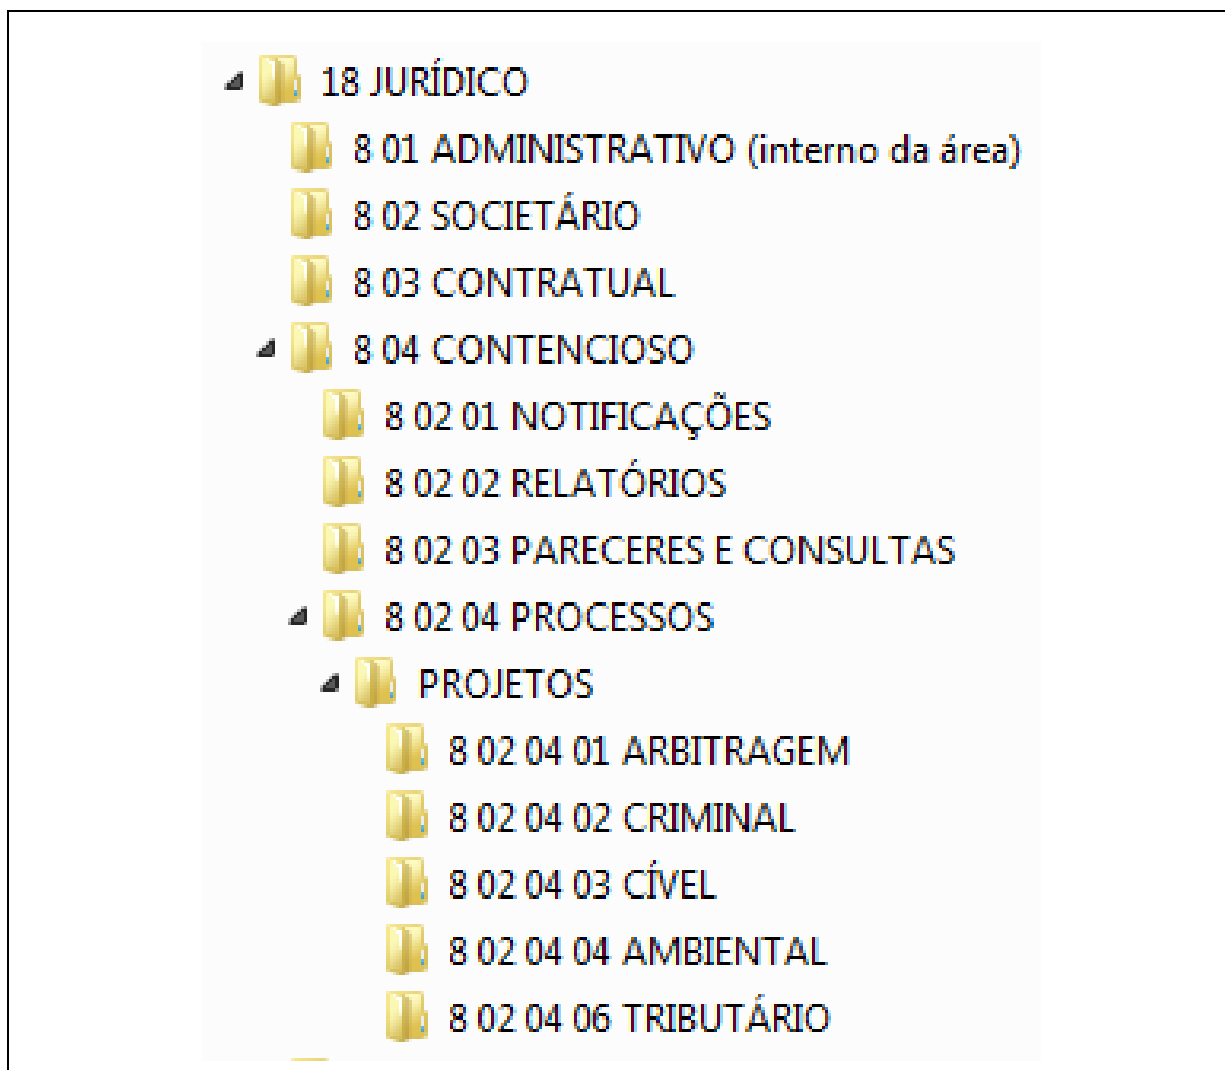 18 JURÍDICO
8 01 ADMINISTRATIVO (interno da área)
8 02 SOCIETÁRIO
8 03 CONTRATUAL
8 04 CONTENCIOSO
8 02 01 NOTIFICAÇÕES
8 02 02 RELATÓRIOS
8 02 03 PARECERES E CONSULTAS
8 02 04 PROCESSOS
PROJETOS
8 02 04 01 ARBITRAGEM
8 02 04 02 CRIMINAL
8 02 04 03 CÍVEL
8 02 04 04 AMBIENTAL
8 02 04 06 TRIBUTÁRIO